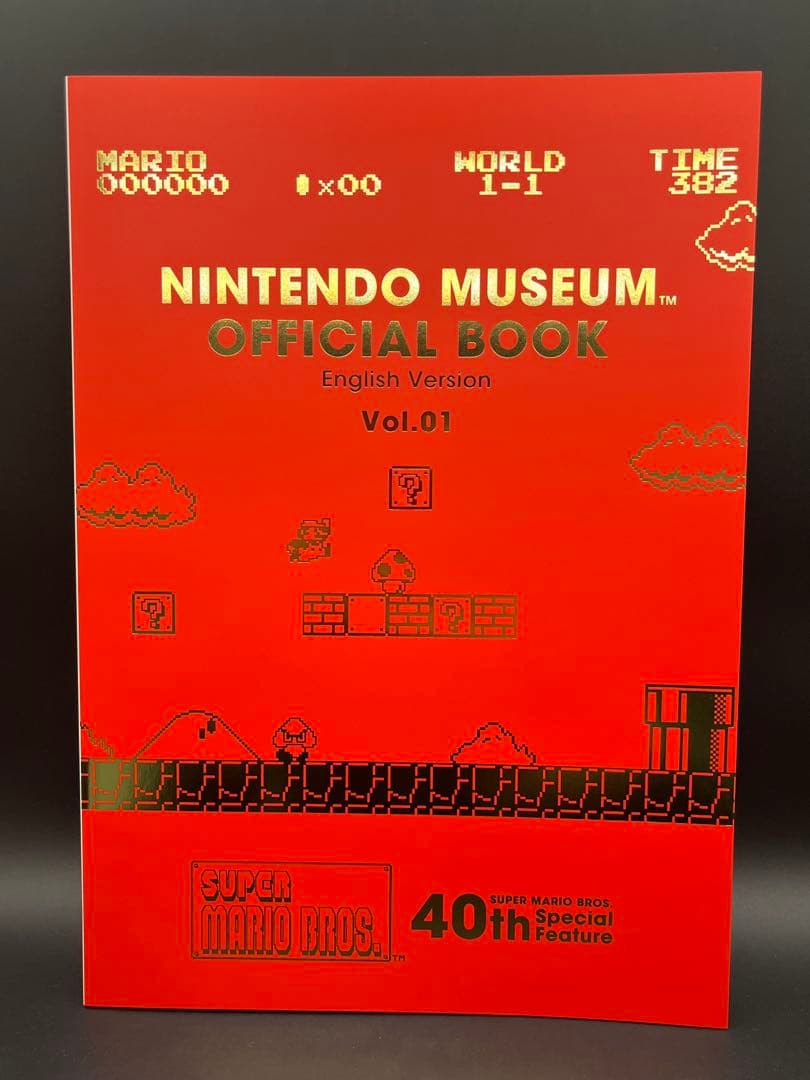 MARIO WORLD TIME
000000 ×00 1-1 382
NINTENDO MUSEUM™
OFFICIAL BOOK
English Version
Vol.01
?
?
?
SUPER
MARIO BROS.™
40th
SUPER MARIO BROS.
Special
Feature